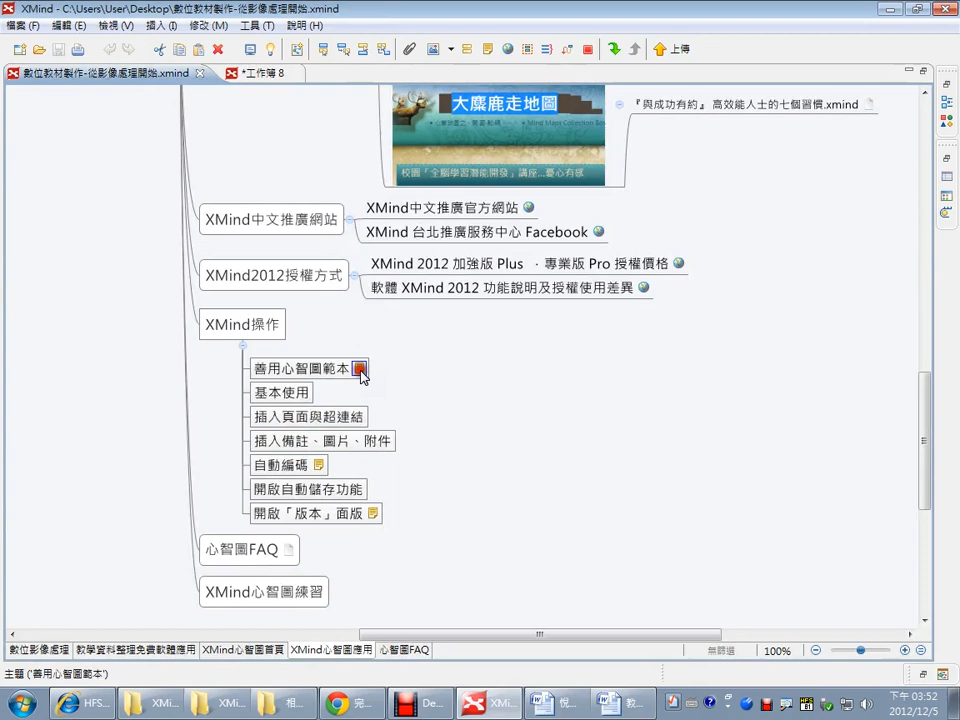 XMind - C:\Users\User\Desktop\數位教材製作-從影像處理開始.xmind
檔案 (F) 編輯 (E) 檢視 (V) 插入 (I) 修改 (M) 工具 (T) 說明 (H)
上傳
數位教材製作-從影像處理開始.xmind
*工作簿 8
大麋鹿走地圖
Mind Maps Collection
校園「全腦學習潛能開發」講座...憂心有感
『與成功有約』 高效能人士的七個習慣.xmind
XMind中文推廣網站
XMind中文推廣官方網站
XMind 台北推廣服務中心 Facebook
XMind2012授權方式
XMind 2012 加強版 Plus ．專業版 Pro 授權價格
軟體 XMind 2012 功能說明及授權使用差異
XMind操作
善用心智圖範本
基本使用
插入頁面與超連結
插入備註、圖片、附件
自動編碼
開啟自動儲存功能
開啟「版本」面版
心智圖FAQ
XMind心智圖練習
數位影像處理 教學資料整理免費軟體應用 XMind心智圖首頁 XMind心智圖應用 心智圖FAQ
無篩選 100%
主題 ('善用心智圖範本')
HFS... XMi... XMi... 相... 完... De... XMi... 悅... 教...
下午 03:52
2012/12/5